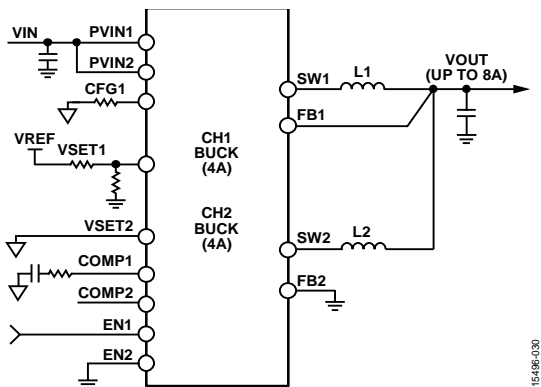 VIN
PVIN1
PVIN2
CFG1
VREF
VSET1
VSET2
COMP1
COMP2
EN1
EN2
CH1
BUCK
(4A)
CH2
BUCK
(4A)
SW1
L1
FB1
VOUT
(UP TO 8A)
SW2
L2
FB2
15496-030